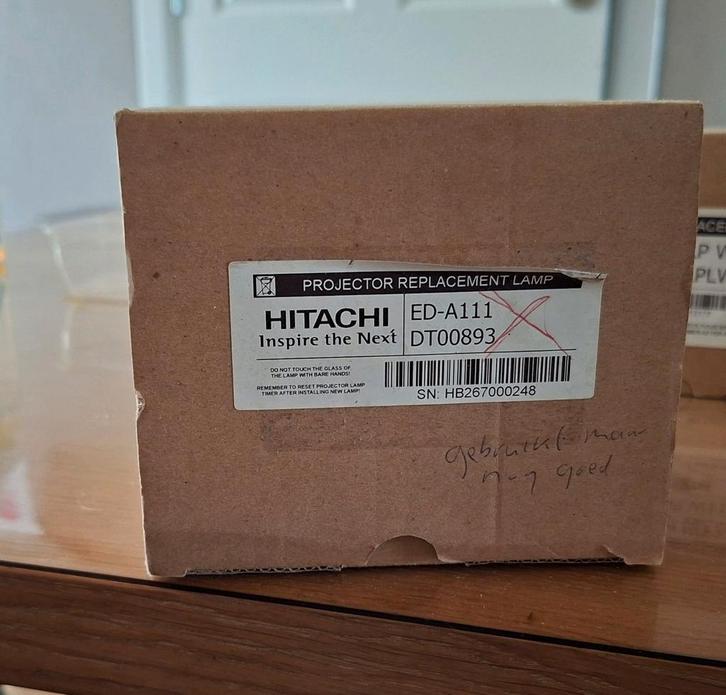 PROJECTOR REPLACEMENT LAMP
HITACHI
Inspire the Next
ED-A111
DT00893
DO NOT TOUCH THE GLASS OF
THE LAMP WITH BARE HANDS!
REMEMBER TO RESET PROJECTOR LAMP
TIMER AFTER INSTALLING NEW LAMP!
SN: HB267000248
gebruikt maar
nog goed
ACE